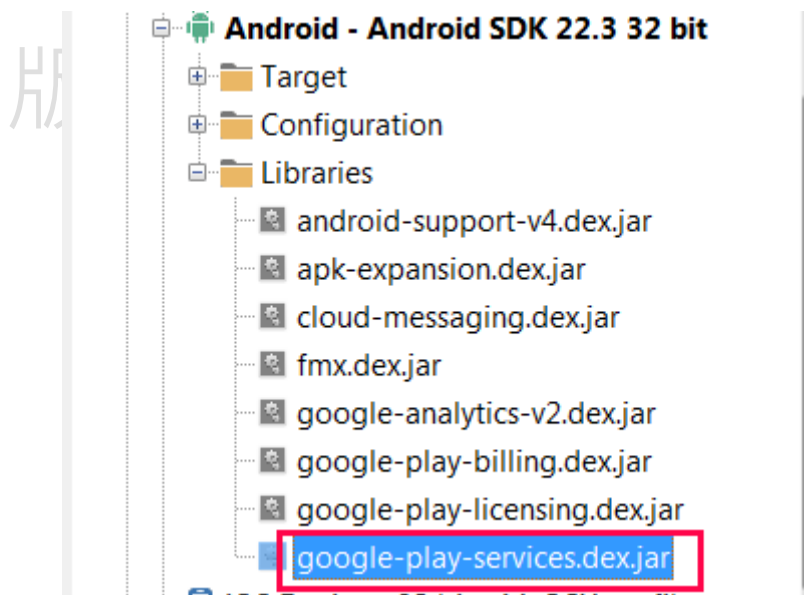 Android - Android SDK 22.3 32 bit
Target
Configuration
Libraries
android-support-v4.dex.jar
apk-expansion.dex.jar
cloud-messaging.dex.jar
fmx.dex.jar
google-analytics-v2.dex.jar
google-play-billing.dex.jar
google-play-licensing.dex.jar
google-play-services.dex.jar